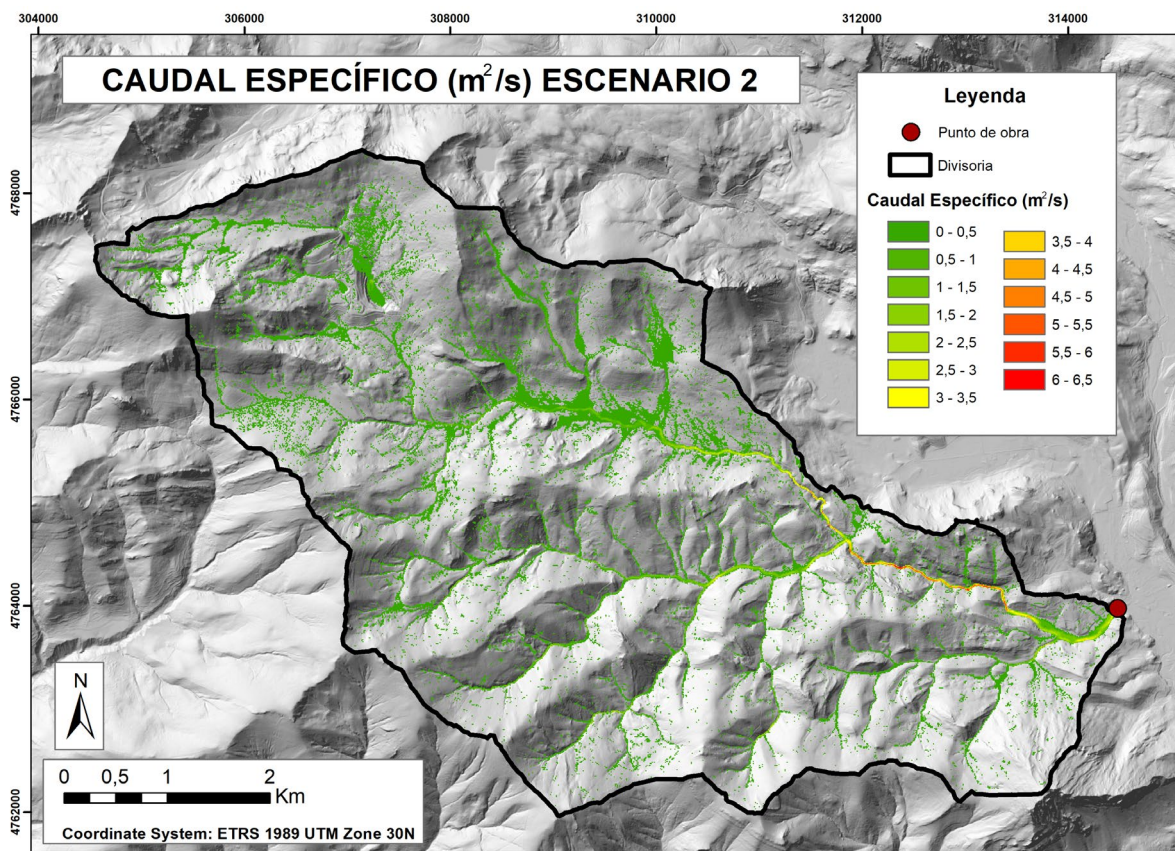 304000 306000 308000 310000 312000 314000
CAUDAL ESPECÍFICO (m²/s) ESCENARIO 2
Leyenda
Punto de obra
Divisoria
Caudal Específico (m²/s)
0 - 0,5
0,5 - 1
1 - 1,5
1,5 - 2
2 - 2,5
2,5 - 3
3 - 3,5
3,5 - 4
4 - 4,5
4,5 - 5
5 - 5,5
5,5 - 6
6 - 6,5
4768000
4766000
4764000
4762000
N
0 0,5 1 2
Km
Coordinate System: ETRS 1989 UTM Zone 30N